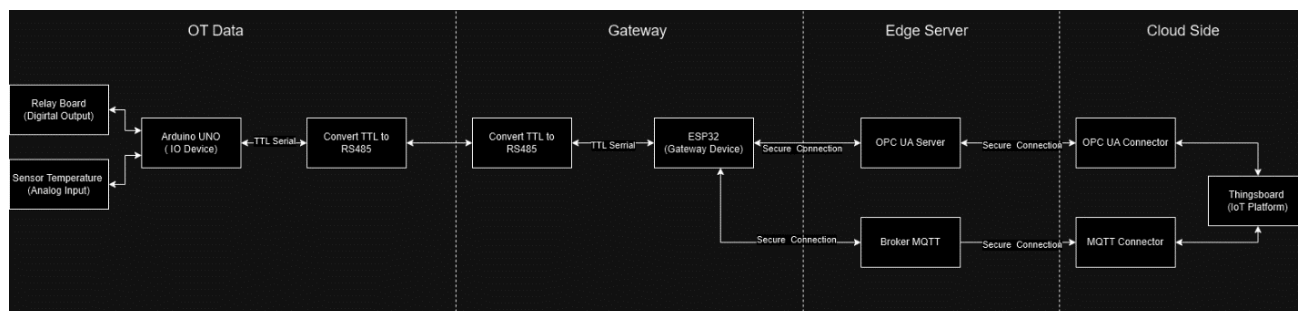 OT Data
Gateway
Edge Server
Cloud Side
Relay Board
(Digirtal Output)
Sensor Temperature
(Analog Input)
Arduino UNO
( IO Device)
TTL Serial
Convert TTL to
RS485
Convert TTL to
RS485
TTL Serrial
ESP32
(Gateway Device)
Secure Connection
OPC UA Server
Secure Connection
OPC UA Connector
Thingsboard
(IoT Platform)
Secure Connection
Broker MQTT
Secure Connection
MQTT Connector